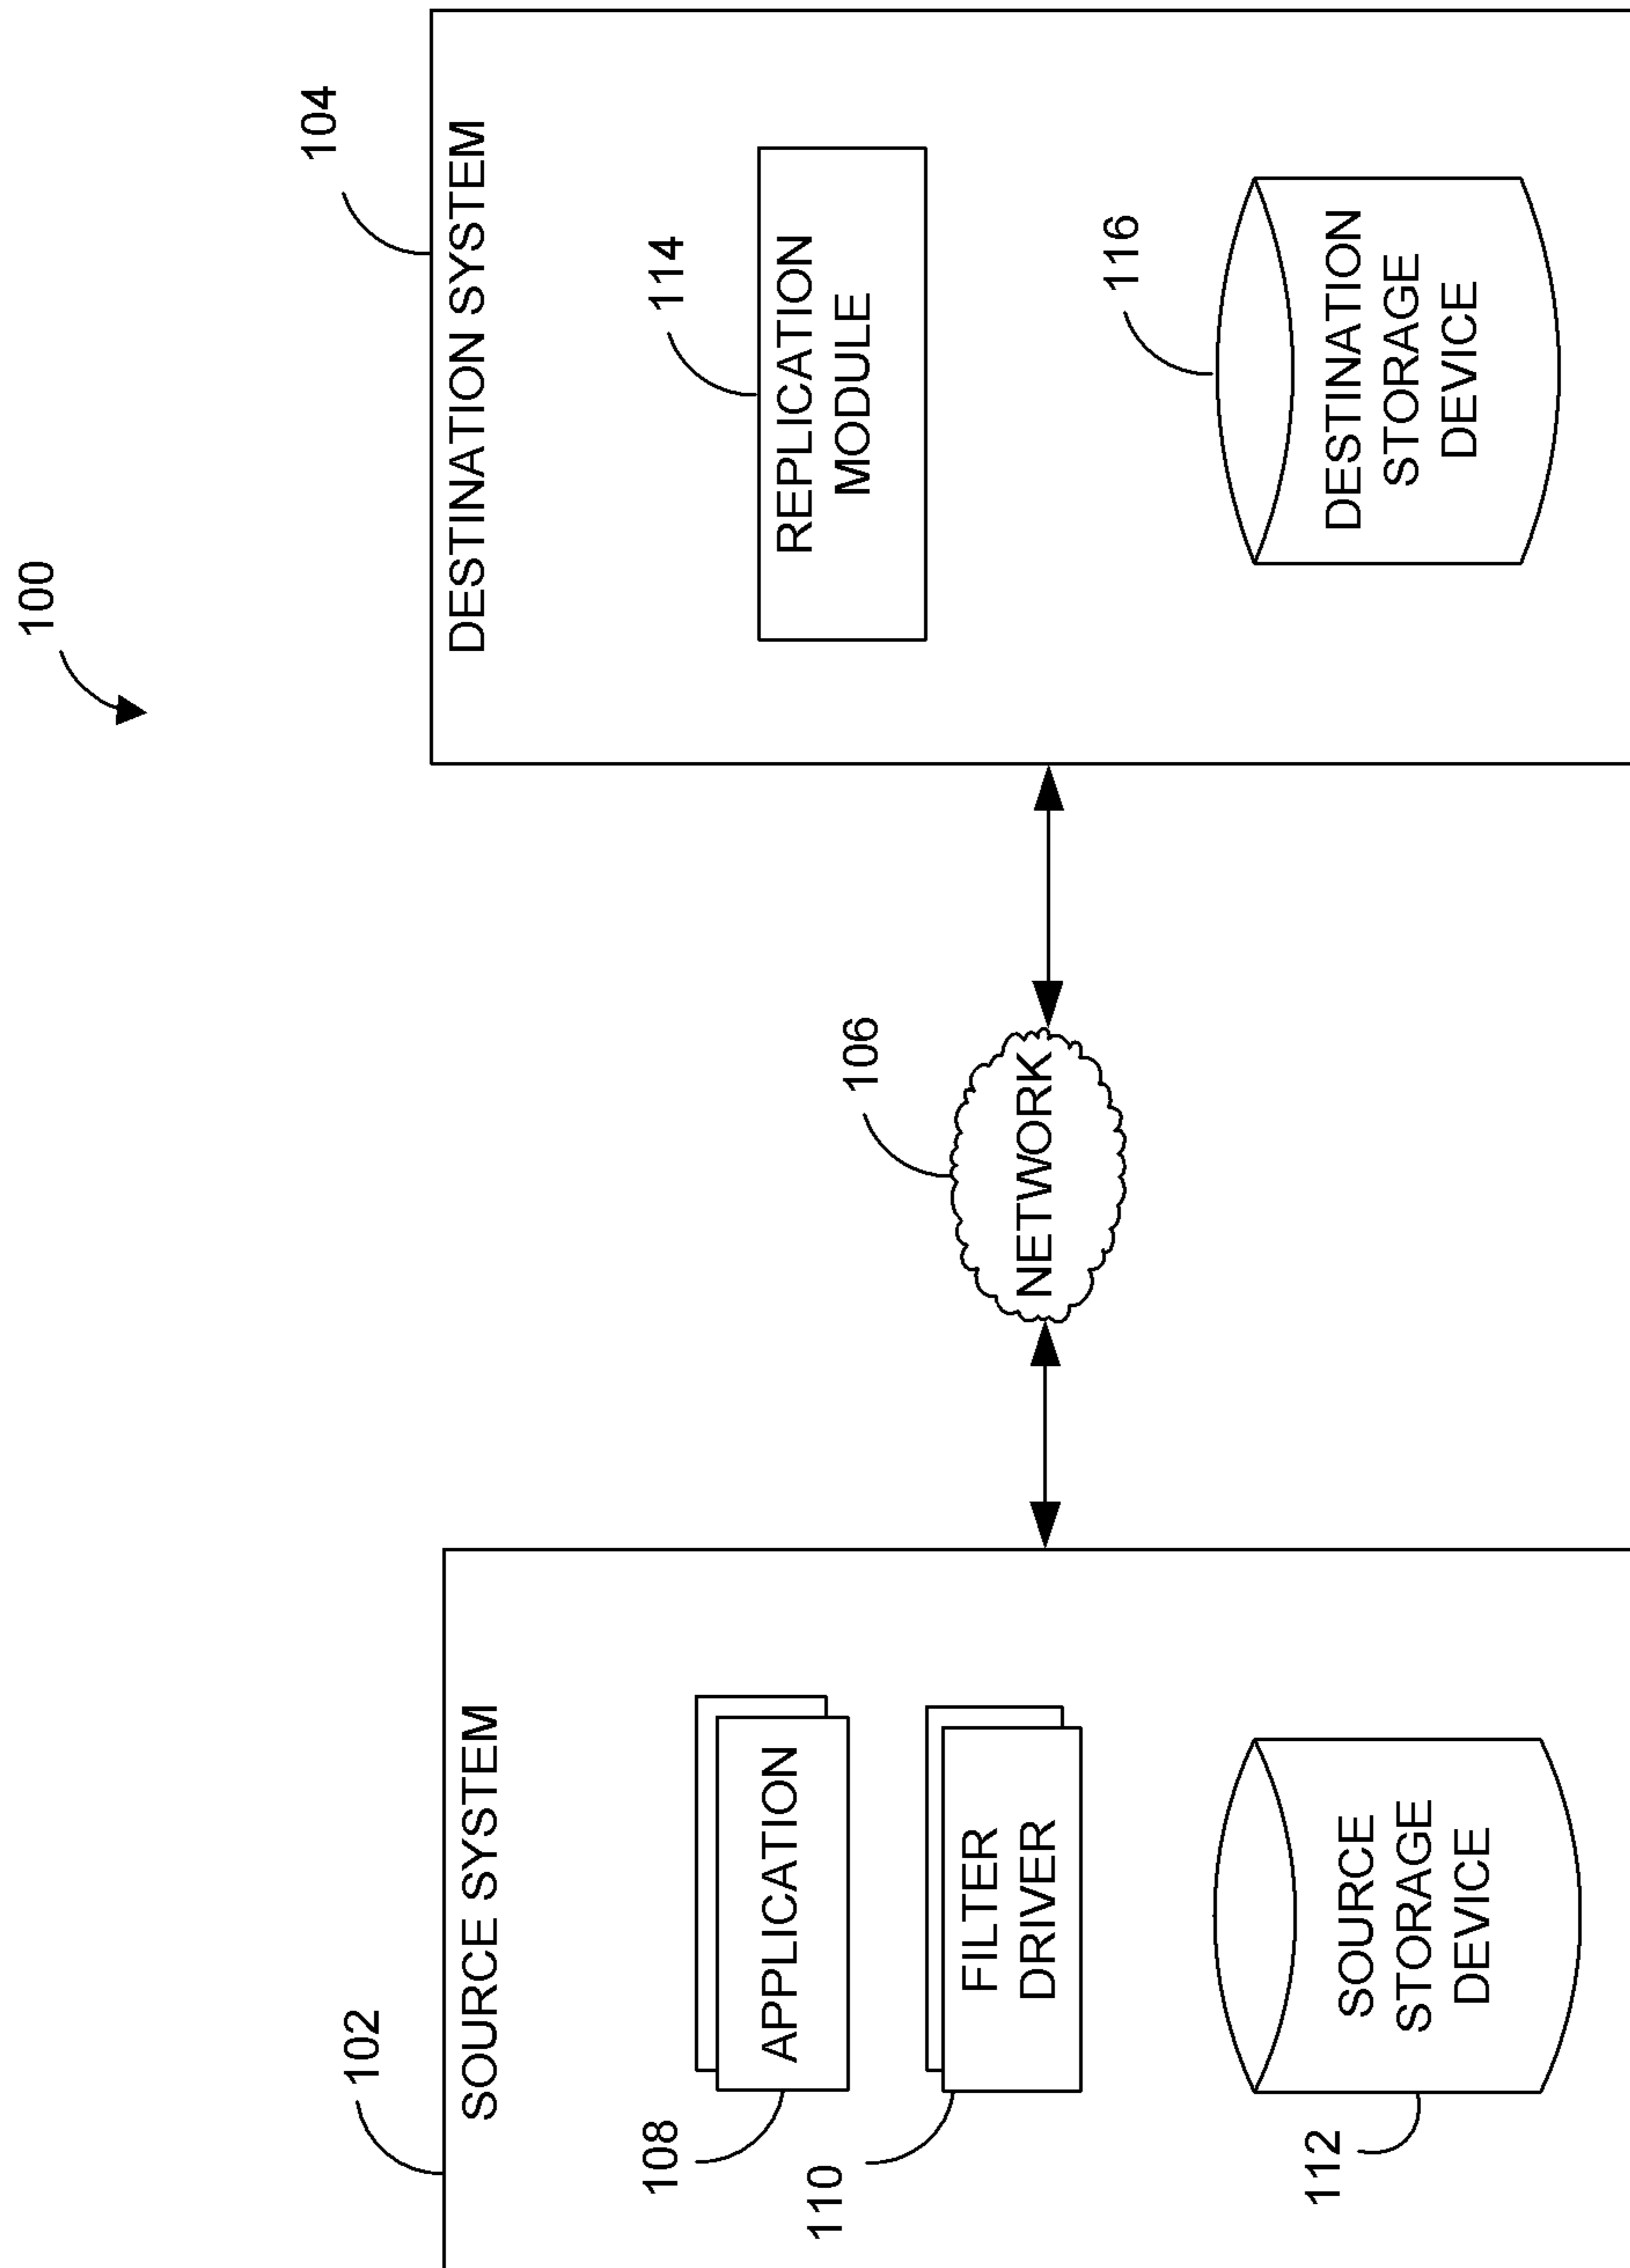 100
102
SOURCE SYSTEM
108
APPLICATION
110
FILTER
DRIVER
112
SOURCE
STORAGE
DEVICE
106
NETWORK
104
DESTINATION SYSTEM
114
REPLICATION
MODULE
116
DESTINATION
STORAGE
DEVICE